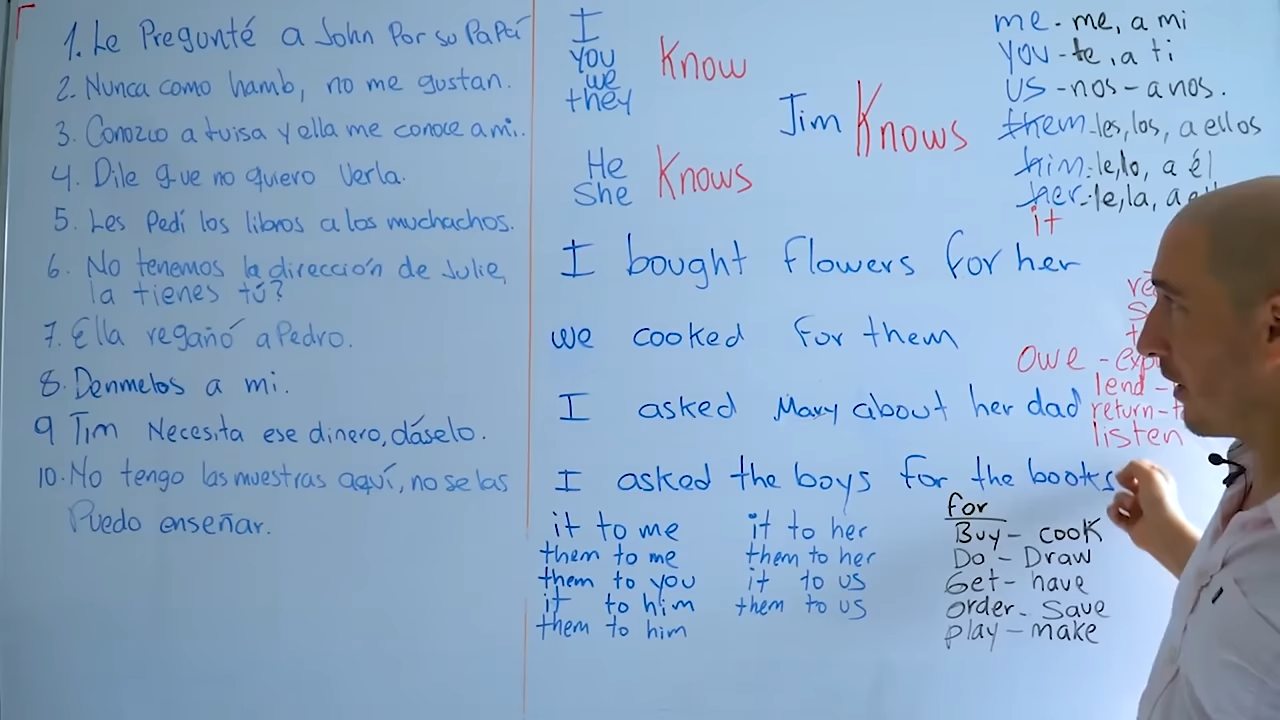 1. Le Pregunté a John Por su Papá
2. Nunca como hamb, no me gustan.
3. Conozco a Luisa y ella me conoce a mi.
4. Dile que no quiero Verla.
5. Les Pedí los libros a los muchachos.
6. No tenemos la dirección de Julie,
la tienes tú?
7. Ella regañó a Pedro.
8. Denmelos a mi.
9 Tim Necesita ese dinero, dáselo.
10. No tengo las muestras aquí, no se las
Puedo enseñar.
I
You
we
they
Know
He
She
Knows
Jim Knows
me - me, a mi
you - te, a ti
us - nos - a nos.
them - les, los, a ellos
him - le, lo, a él
her - le, la, a
it
I bought flowers for her
we cooked for them
I asked Mary about her dad
I asked the boys for the books
owe -
lend -
return -
listen
it to me
them to me
them to you
it to him
them to him
it to her
them to her
it to us
them to us
for
Buy - cook
Do - Draw
Get - have
order - Save
play - make